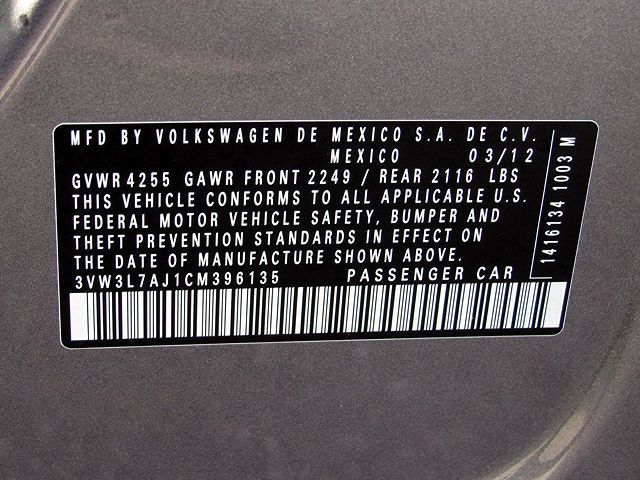 MFD BY VOLKSWAGEN DE MEXICO S.A. DE C.V.
MEXICO 03/12
GVWR 4255 GAWR FRONT 2249 / REAR 2116 LBS
THIS VEHICLE CONFORMS TO ALL APPLICABLE U.S.
FEDERAL MOTOR VEHICLE SAFETY, BUMPER AND
THEFT PREVENTION STANDARDS IN EFFECT ON
THE DATE OF MANUFACTURE SHOWN ABOVE.
3VW3L7AJ1CM396135 PASSENGER CAR
1416134 1003 M